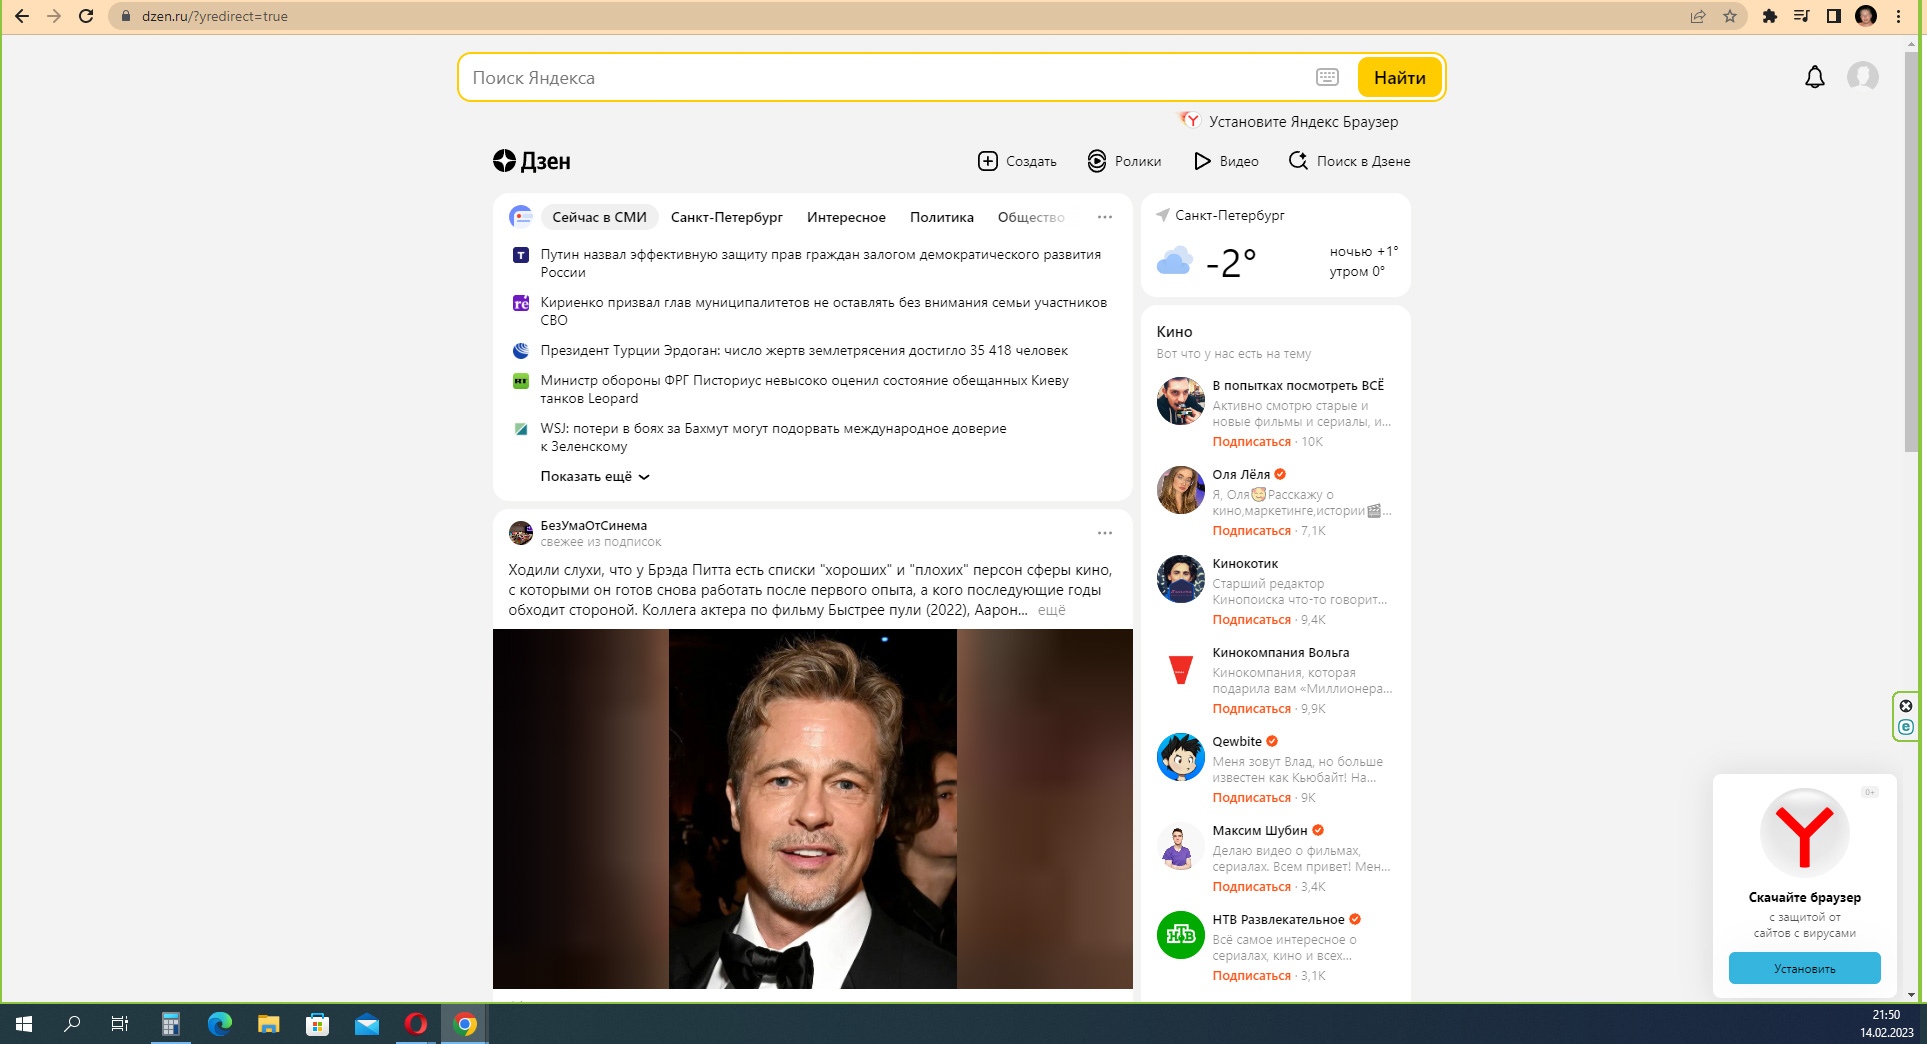 dzen.ru/?yredirect=true
Поиск Яндекса
Найти
Установите Яндекс Браузер
Дзен
Создать
Ролики
Видео
Поиск в Дзене
Сейчас в СМИ
Санкт-Петербург
Интересное
Политика
Общество
Путин назвал эффективную защиту прав граждан залогом демократического развития
России
Кириенко призвал глав муниципалитетов не оставлять без внимания семьи участников
СВО
Президент Турции Эрдоган: число жертв землетрясения достигло 35 418 человек
Министр обороны ФРГ Писториус невысоко оценил состояние обещанных Киеву
танков Leopard
WSJ: потери в боях за Бахмут могут подорвать международное доверие
к Зеленскому
Показать ещё
БезУмаОтСинема
свежее из подписок
Ходили слухи, что у Брэда Питта есть списки "хороших" и "плохих" персон сферы кино,
с которыми он готов снова работать после первого опыта, а кого последующие годы
обходит стороной. Коллега актера по фильму Быстрее пули (2022), Аарон... ещё
Санкт-Петербург
-2°
ночью +1°
утром 0°
Кино
Вот что у нас есть на тему
В попытках посмотреть ВСЁ
Активно смотрю старые и
новые фильмы и сериалы, и...
Подписаться · 10K
Оля Лёля
Я, Оля🥰Расскажу о
кино,маркетинге,истории🎬...
Подписаться · 7,1K
Кинокотик
Старший редактор
Кинопоиска что-то говорит...
Подписаться · 9,4K
Кинокомпания Вольга
Кинокомпания, которая
подарила вам «Миллионера...
Подписаться · 9,9K
Qewbite
Меня зовут Влад, но больше
известен как Кьюбайт! На...
Подписаться · 9K
Максим Шубин
Делаю видео о фильмах,
сериалах. Всем привет! Мен...
Подписаться · 3,4K
НТВ
НТВ Развлекательное
Всё самое интересное о
сериалах, кино и всех...
Подписаться · 3,1K
0+
Скачайте браузер
с защитой от
сайтов с вирусами
Установить
21:50
14.02.2023